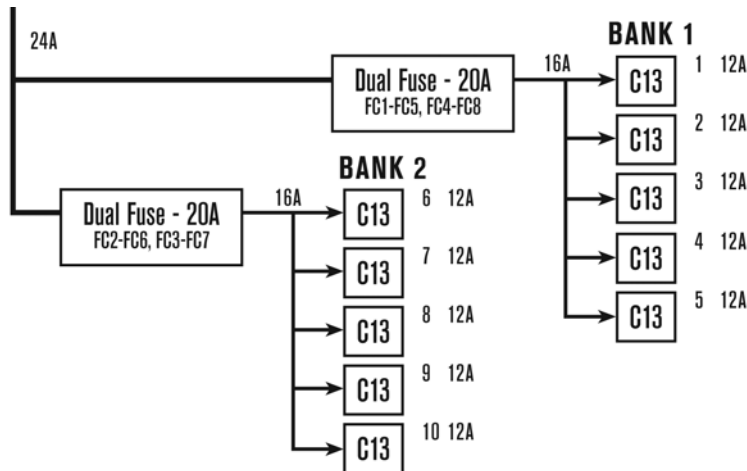 24A
BANK 1
Dual Fuse - 20A
FC1-FC5, FC4-FC8
16A
C13 1 12A
C13 2 12A
C13 3 12A
C13 4 12A
C13 5 12A
BANK 2
Dual Fuse - 20A
FC2-FC6, FC3-FC7
16A
C13 6 12A
C13 7 12A
C13 8 12A
C13 9 12A
C13 10 12A